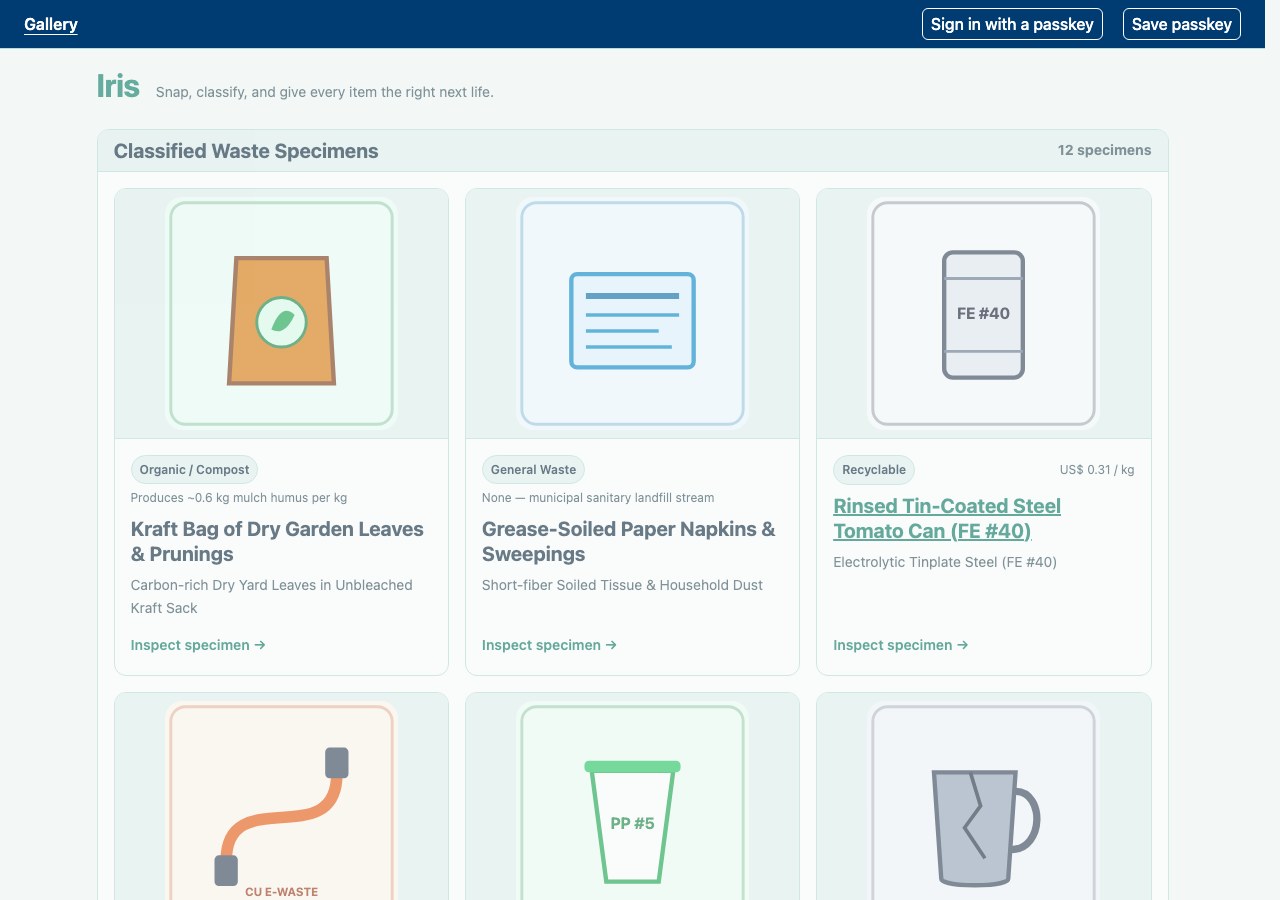 Gallery
Sign in with a passkey
Save passkey
Iris
Snap, classify, and give every item the right next life.
Classified Waste Specimens
12 specimens
Organic / Compost
Produces ~0.6 kg mulch humus per kg
Kraft Bag of Dry Garden Leaves
& Prunings
Carbon-rich Dry Yard Leaves in Unbleached
Kraft Sack
Inspect specimen →
General Waste
None — municipal sanitary landfill stream
Grease-Soiled Paper Napkins &
Sweepings
Short-fiber Soiled Tissue & Household Dust
Inspect specimen →
FE #40
Recyclable
US$ 0.31 / kg
Rinsed Tin-Coated Steel
Tomato Can (FE #40)
Electrolytic Tinplate Steel (FE #40)
Inspect specimen →
CU E-WASTE
PP #5